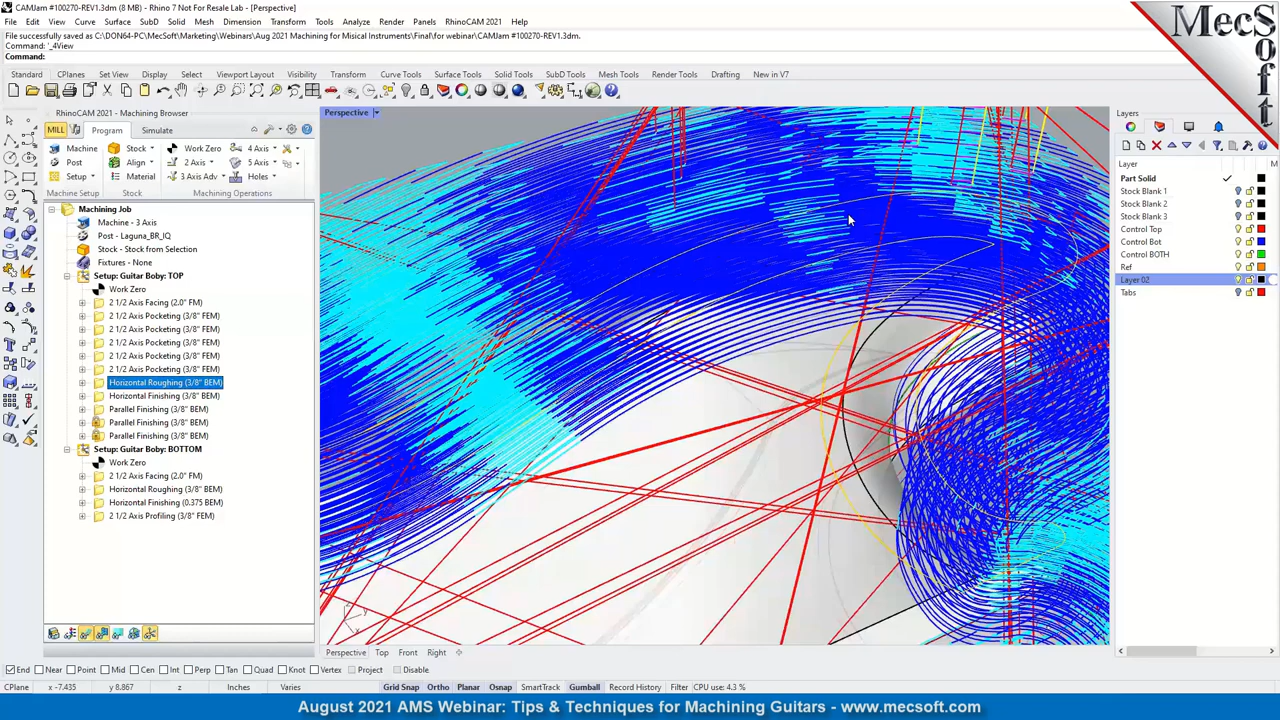 CAMJam #100270-REV1.3dm (8 MB) - Rhino 7 Not For Resale Lab - [Perspective]
File Edit View Curve Surface SubD Solid Mesh Dimension Transform Tools Analyze Render Panels RhinoCAM 2021 Help
File successfully saved as C:\DON64-PC\MecSoft\Marketing\Webinars\Aug 2021 Machining for Misical Instruments\Final\for webinar\CAMJam #100270-REV1.3dm.
Command: '_4View
Command:
Standard CPlanes Set View Display Select Viewport Layout Visibility Transform Curve Tools Surface Tools Solid Tools SubD Tools Mesh Tools Render Tools Drafting New in V7
MecSoft
RhinoCAM 2021 - Machining Browser
MILL Program Simulate
Machine Stock Work Zero 4 Axis
Post Align 2 Axis 5 Axis
Setup Material 3 Axis Adv Holes
Machine Setup Stock Machining Operations
Machining Job
Machine - 3 Axis
Post - Laguna_BR_IQ
Stock - Stock from Selection
Fixtures - None
Setup: Guitar Boby: TOP
Work Zero
2 1/2 Axis Facing (2.0" FM)
2 1/2 Axis Pocketing (3/8" FEM)
2 1/2 Axis Pocketing (3/8" FEM)
2 1/2 Axis Pocketing (3/8" FEM)
2 1/2 Axis Pocketing (3/8" FEM)
2 1/2 Axis Pocketing (3/8" FEM)
Horizontal Roughing (3/8" BEM)
Horizontal Finishing (3/8" BEM)
Parallel Finishing (3/8" BEM)
Parallel Finishing (3/8" BEM)
Parallel Finishing (3/8" BEM)
Setup: Guitar Boby: BOTTOM
Work Zero
2 1/2 Axis Facing (2.0" FM)
Horizontal Roughing (3/8" BEM)
Horizontal Finishing (0.375 BEM)
2 1/2 Axis Profiling (3/8" FEM)
Perspective
x y
Perspective Top Front Right
Layers
Layer M
Part Solid
Stock Blank 1
Stock Blank 2
Stock Blank 3
Control Top
Control Bot
Control BOTH
Ref
Layer 02
Tabs
End Near Point Mid Cen Int Perp Tan Quad Knot Vertex Project Disable
CPlane x -7.435 y 8.867 z Inches Varies Grid Snap Ortho Planar Osnap SmartTrack Gumball Record History Filter CPU use: 4.3 %
August 2021 AMS Webinar: Tips & Techniques for Machining Guitars - www.mecsoft.com